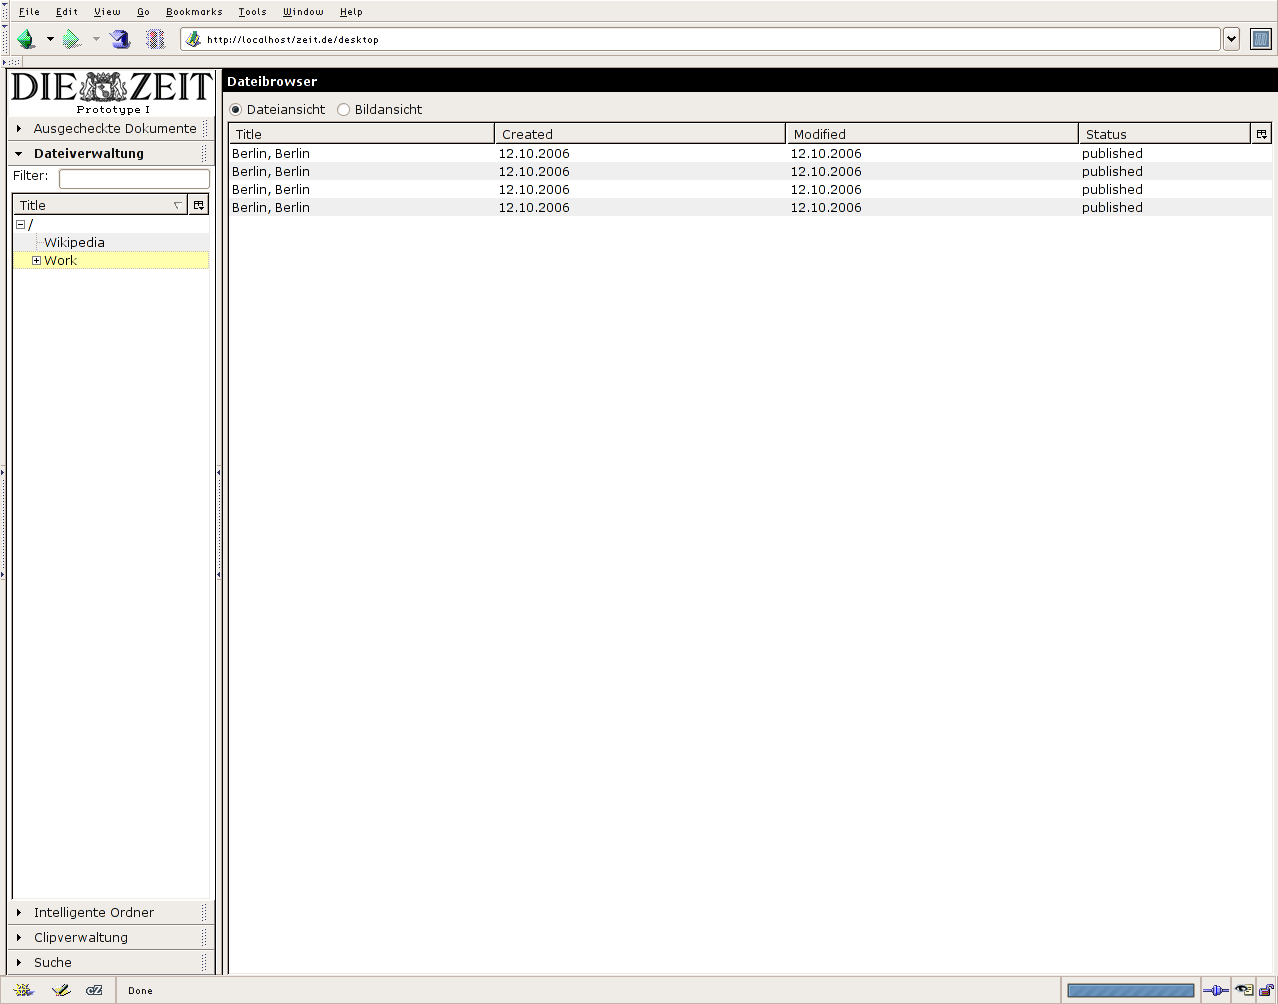 File Edit View Go Bookmarks Tools Window Help
http://localhost/zeit.de/desktop
DIE ZEIT
Prototype I
Ausgecheckte Dokumente
Dateiverwaltung
Filter:
Title
/
Wikipedia
Work
Intelligente Ordner
Clipverwaltung
Suche
Dateibrowser
Dateiansicht Bildansicht
Title Created Modified Status
Berlin, Berlin 12.10.2006 12.10.2006 published
Berlin, Berlin 12.10.2006 12.10.2006 published
Berlin, Berlin 12.10.2006 12.10.2006 published
Berlin, Berlin 12.10.2006 12.10.2006 published
Done